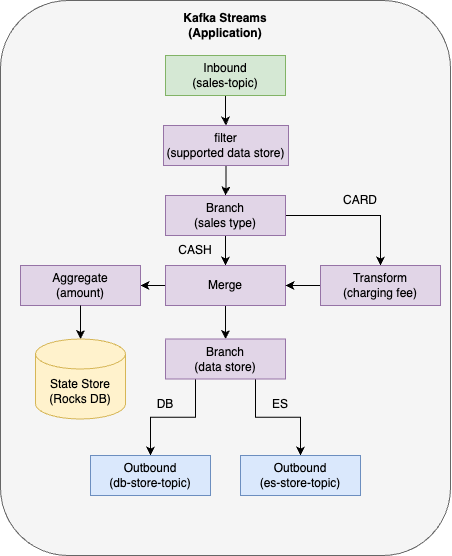 Kafka Streams
(Application)
Inbound
(sales-topic)
filter
(supported data store)
Branch
(sales type)
CARD
CASH
Aggregate
(amount)
Merge
Transform
(charging fee)
State Store
(Rocks DB)
Branch
(data store)
DB
ES
Outbound
(db-store-topic)
Outbound
(es-store-topic)